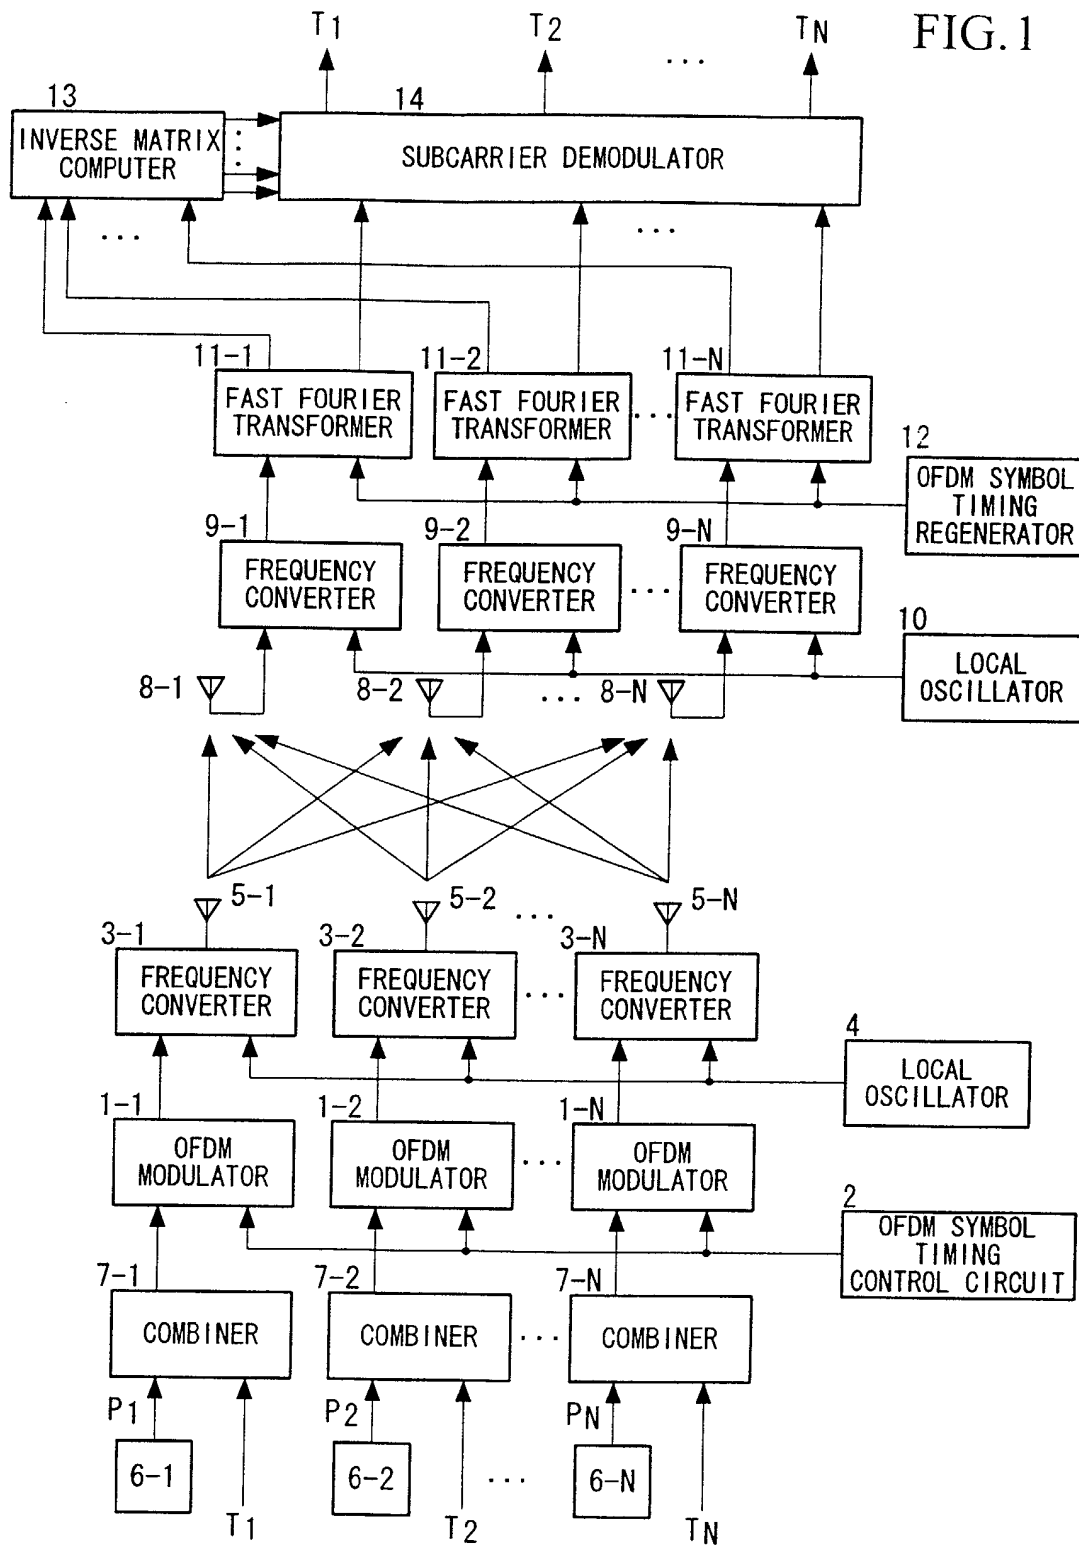 FIG. 1
T1 T2 ... TN
13 14
INVERSE MATRIX
COMPUTER
SUBCARRIER DEMODULATOR
...
... ...
11-1 11-2 11-N
FAST FOURIER
TRANSFORMER
FAST FOURIER
TRANSFORMER
...
FAST FOURIER
TRANSFORMER
12
OFDM SYMBOL
TIMING
REGENERATOR
9-1 9-2 9-N
FREQUENCY
CONVERTER
FREQUENCY
CONVERTER
...
FREQUENCY
CONVERTER
10
LOCAL
OSCILLATOR
8-1 8-2 ... 8-N
5-1 5-2 ... 5-N
3-1 3-2 3-N
FREQUENCY
CONVERTER
FREQUENCY
CONVERTER
...
FREQUENCY
CONVERTER
4
LOCAL
OSCILLATOR
1-1 1-2 1-N
OFDM
MODULATOR
OFDM
MODULATOR
...
OFDM
MODULATOR
2
OFDM SYMBOL
TIMING
CONTROL CIRCUIT
7-1 7-2 7-N
COMBINER COMBINER ... COMBINER
P1 P2 PN
6-1 6-2 ... 6-N
T1 T2 TN